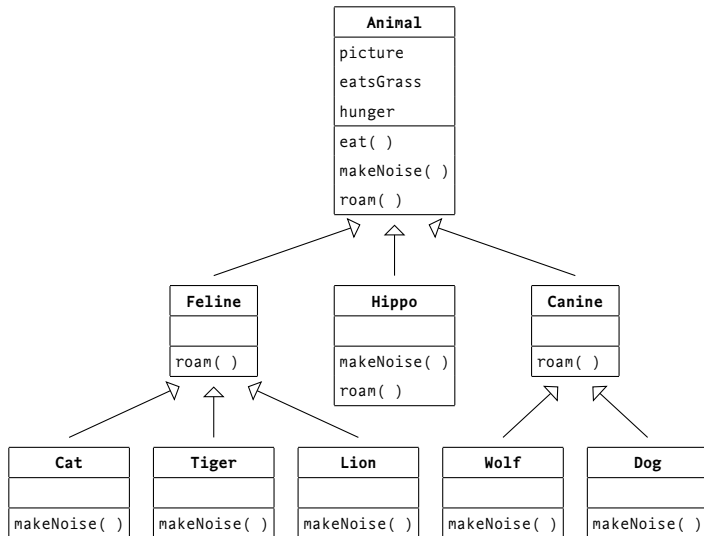 Animal
picture
eatsGrass
hunger
eat( )
makeNoise( )
roam( )
Feline
roam( )
Hippo
makeNoise( )
roam( )
Canine
roam( )
Cat
makeNoise( )
Tiger
makeNoise( )
Lion
makeNoise( )
Wolf
makeNoise( )
Dog
makeNoise( )